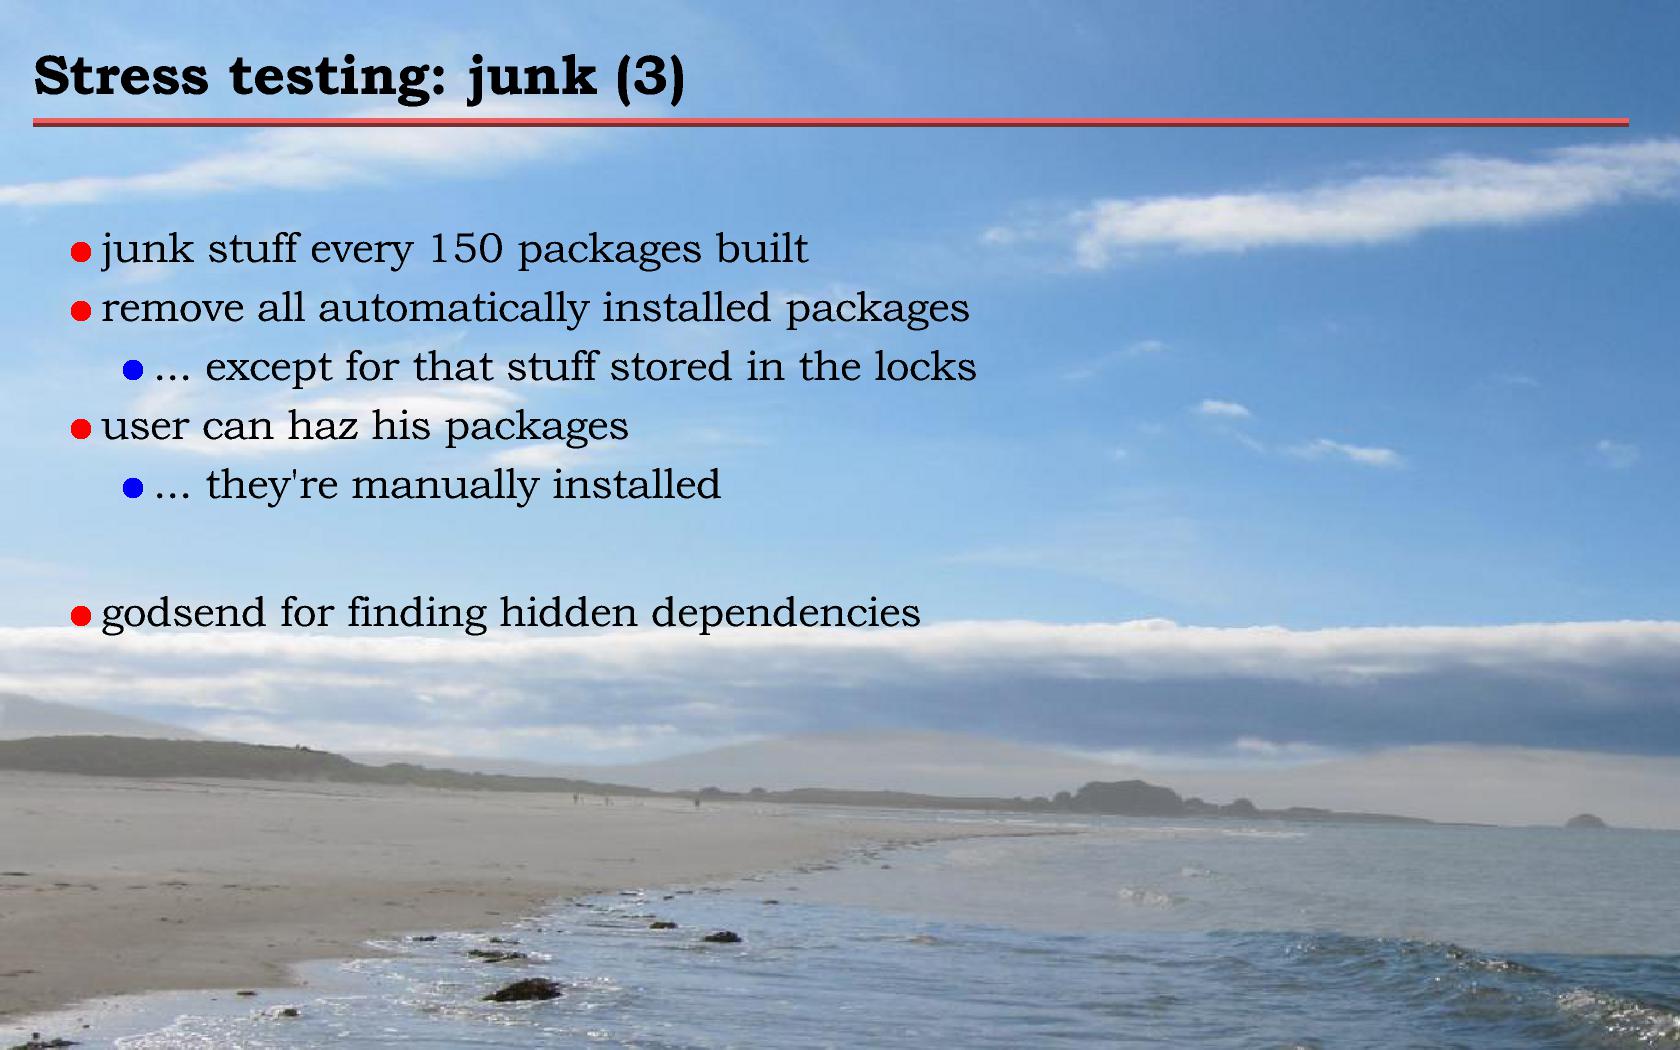 Stress testing: junk (3)
junk stuff every 150 packages built
remove all automatically installed packages
... except for that stuff stored in the locks
user can haz his packages
... they're manually installed
godsend for finding hidden dependencies